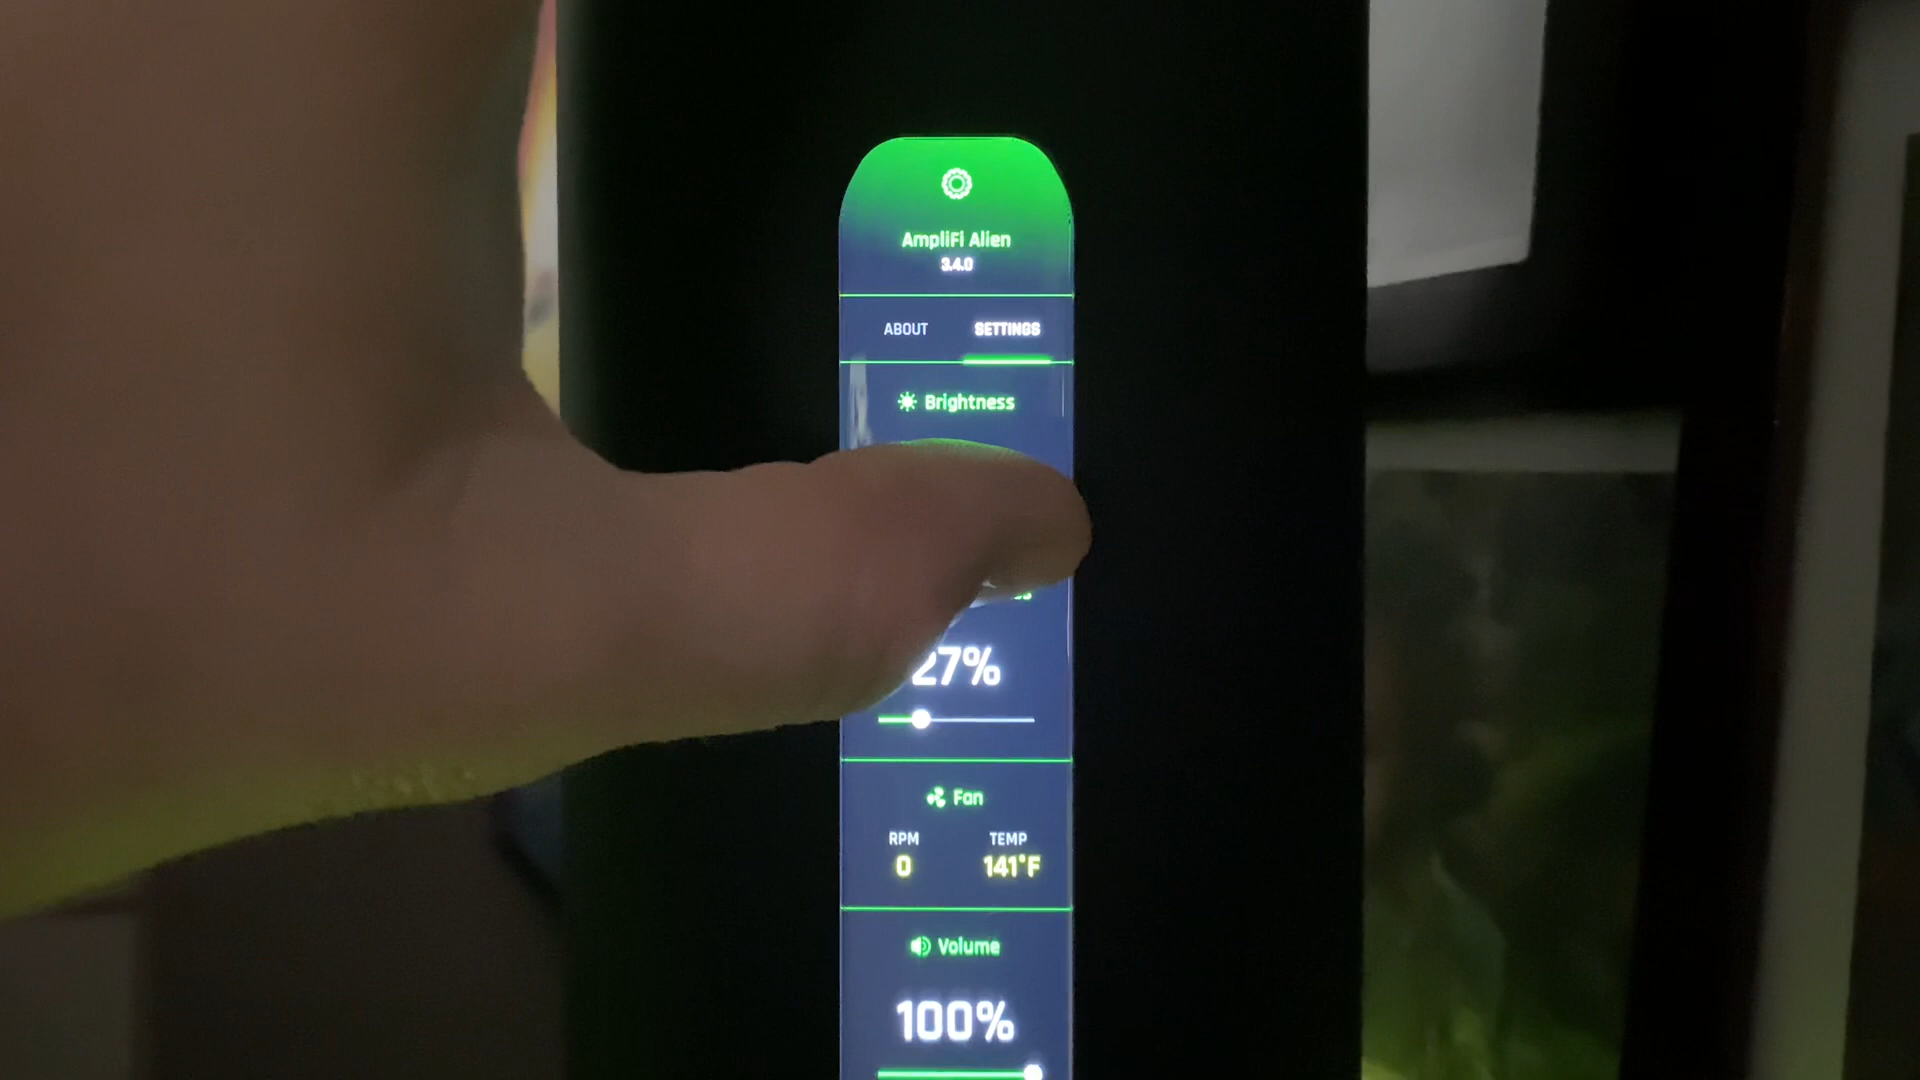 AmpliFi Alien
3.4.0
ABOUT SETTINGS
Brightness
27%
Fan
RPM TEMP
0 141°F
Volume
100%